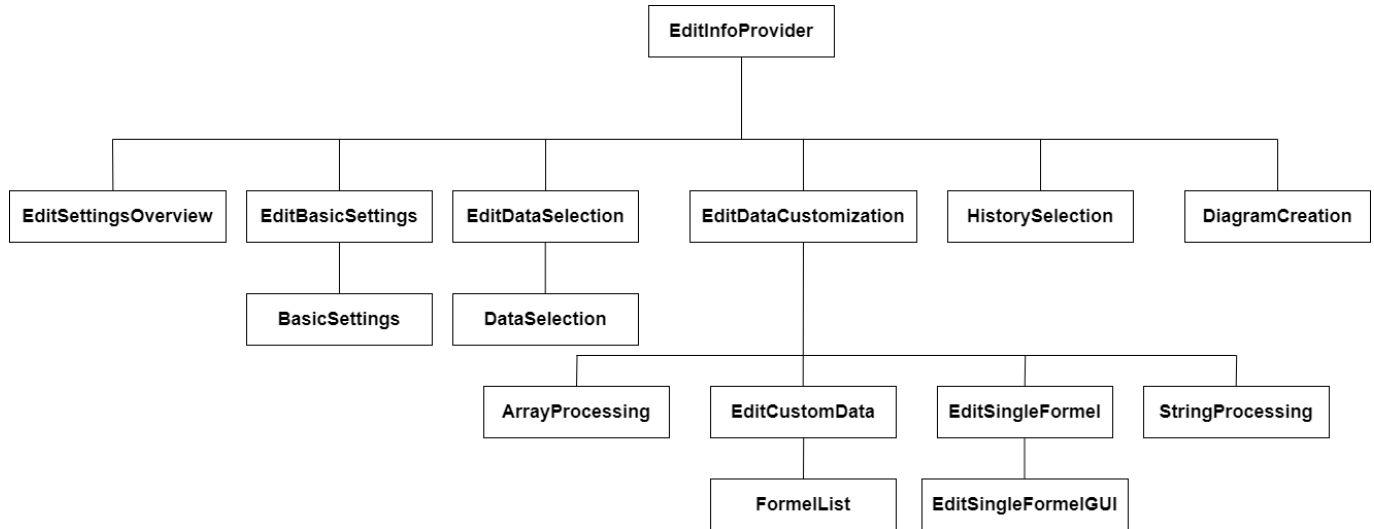 EditInfoProvider
EditSettingsOverview
EditBasicSettings
EditDataSelection
EditDataCustomization
HistorySelection
DiagramCreation
BasicSettings
DataSelection
ArrayProcessing
EditCustomData
EditSingleFormel
StringProcessing
FormelList
EditSingleFormelGUI